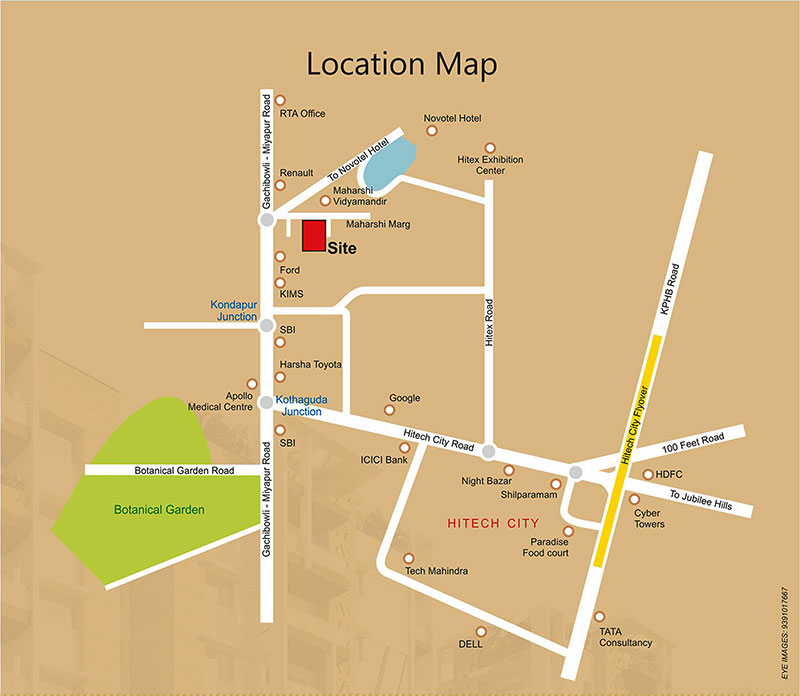 Location Map
Gachibowli - Miyapur Road
RTA Office
Novotel Hotel
To Novotel Hotel
Hitex Exhibition
Center
Renault
Maharshi
Vidyamandir
Maharshi Marg
Site
Ford
KIMS
KPHB Road
Kondapur
Junction
SBI
Hitex Road
Harsha Toyota
Apollo
Medical Centre
Kothaguda
Junction
Google
Hitech City Flyover
SBI
Hitech City Road
100 Feet Road
ICICI Bank
Botanical Garden Road
Night Bazar
HDFC
Shilparamam
To Jubilee Hills
Gachibowli - Miyapur Road
Botanical Garden
HITECH CITY
Cyber
Towers
Paradise
Food court
Tech Mahindra
DELL
TATA
Consultancy
EYE IMAGES: 9391017667